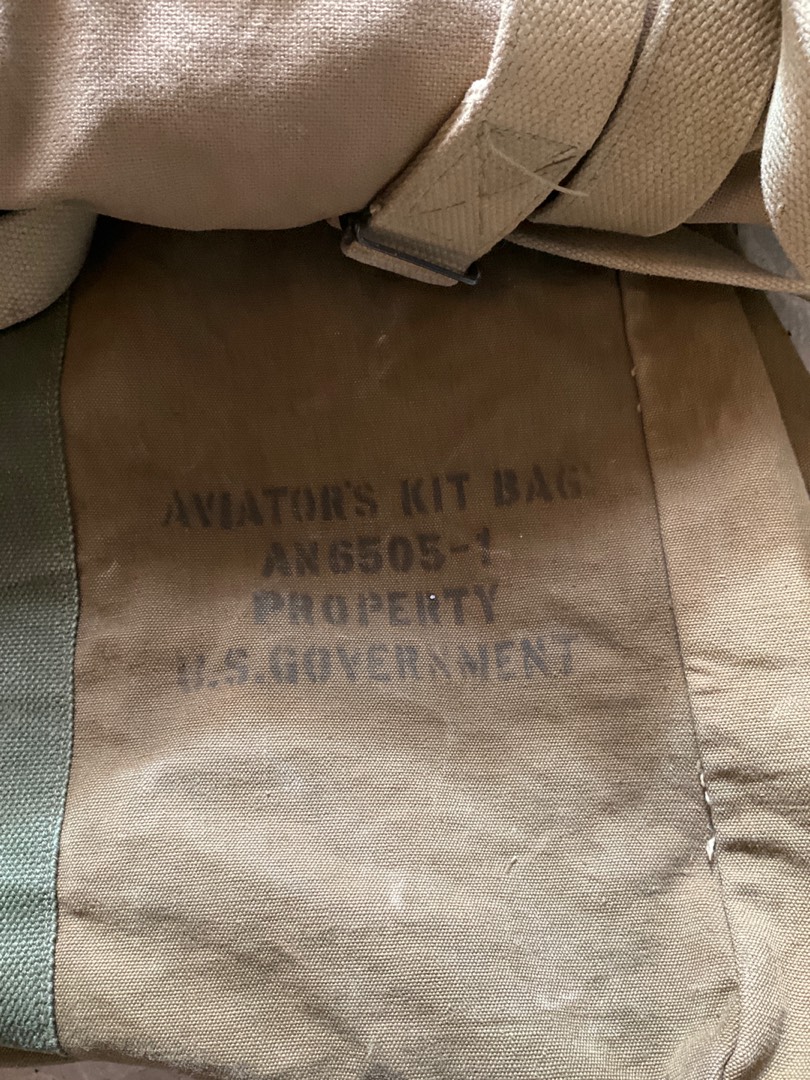 AVIATOR'S KIT BAG
AN6505-1
PROPERTY
U.S.GOVERNMENT